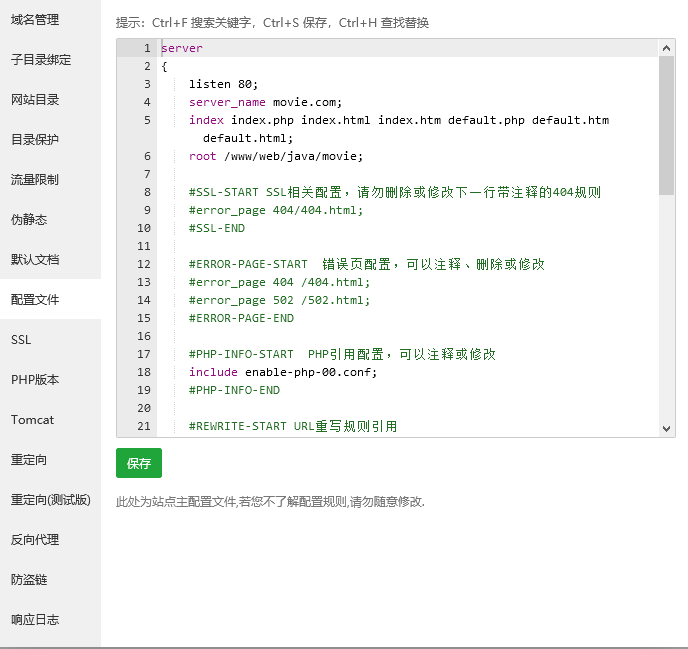 域名管理
子目录绑定
网站目录
目录保护
流量限制
伪静态
默认文档
配置文件
SSL
PHP版本
Tomcat
重定向
重定向(测试版)
反向代理
防盗链
响应日志
提示：Ctrl+F 搜索关键字，Ctrl+S 保存，Ctrl+H 查找替换
1 server
2 {
3 listen 80;
4 server_name movie.com;
5 index index.php index.html index.htm default.php default.htm
default.html;
6 root /www/web/java/movie;
7
8 #SSL-START SSL相关配置，请勿删除或修改下一行带注释的404规则
9 #error_page 404/404.html;
10 #SSL-END
11
12 #ERROR-PAGE-START  错误页配置，可以注释、删除或修改
13 #error_page 404 /404.html;
14 #error_page 502 /502.html;
15 #ERROR-PAGE-END
16
17 #PHP-INFO-START  PHP引用配置，可以注释或修改
18 include enable-php-00.conf;
19 #PHP-INFO-END
20
21 #REWRITE-START URL重写规则引用
保存
此处为站点主配置文件,若您不了解配置规则,请勿随意修改.